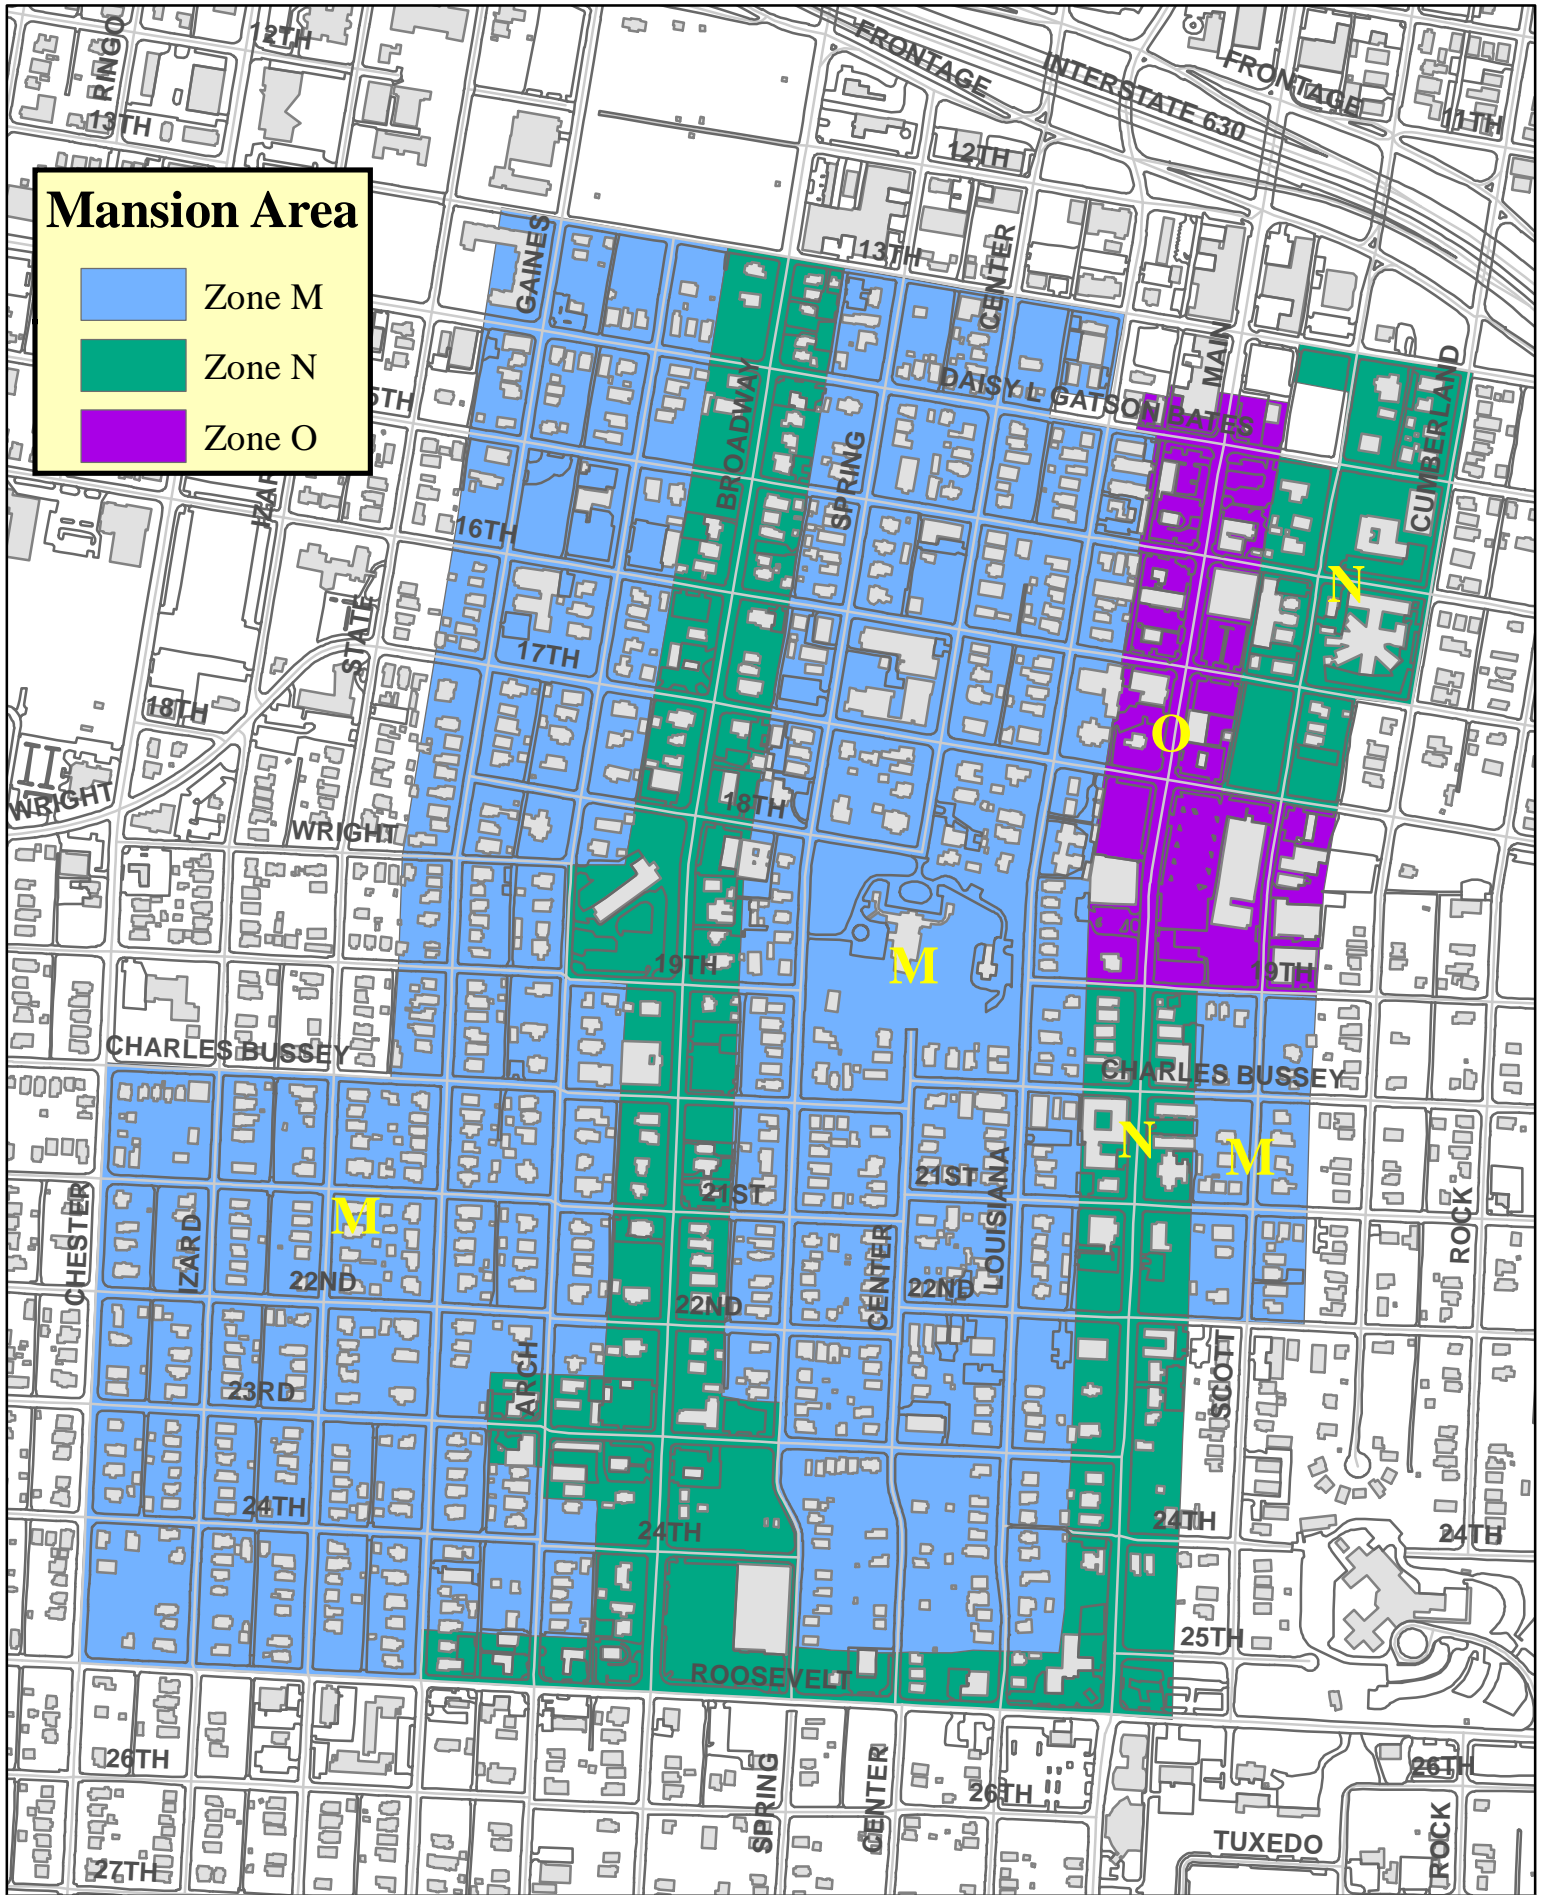 RINGO
12TH
FRONTAGE
INTERSTATE 630
FRONTAGE
11TH
13TH
12TH
Mansion Area
Zone M
Zone N
Zone O
GAINES
13TH
CENTER
MAIN
CUMBERLAND
BROADWAY
DAISY L GATSON BATES
5TH
SPRING
IZAR
16TH
N
STATE
17TH
18TH
O
WRIGHT
WRIGHT
18TH
M
19TH
19TH
CHARLES BUSSEY
CHARLES BUSSEY
N
M
21ST
21ST
M
CHESTER
IZARD
LOUISIANA
ROCK
22ND
22ND
CENTER
22ND
23RD
ARCH
SCOTT
24TH
24TH
24TH
24TH
25TH
ROOSEVELT
26TH
SPRING
CENTER
26TH
26TH
27TH
TUXEDO
ROCK